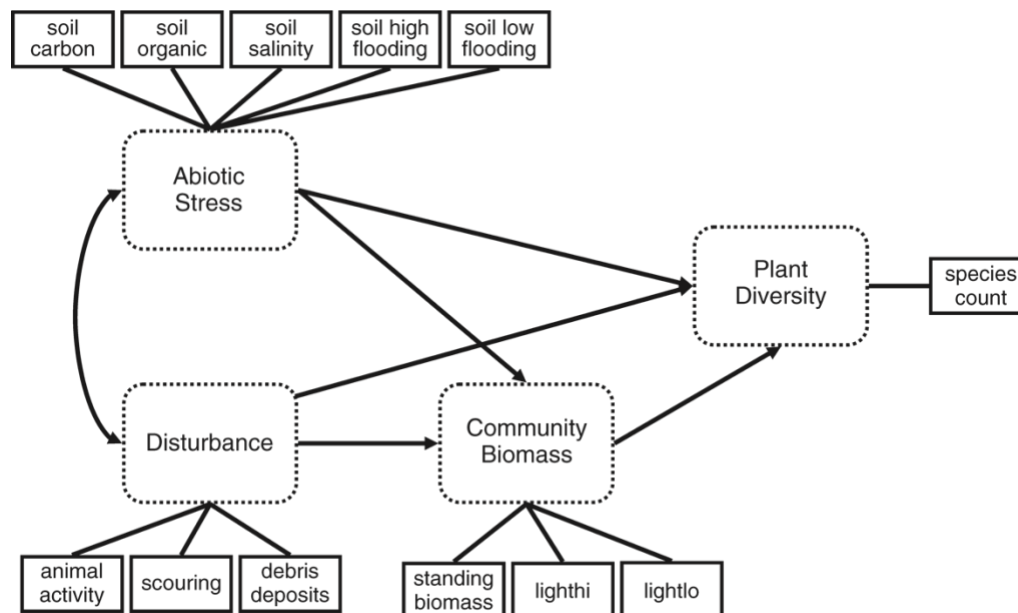 soil
carbon
soil
organic
soil
salinity
soil high
flooding
soil low
flooding
Abiotic
Stress
Plant
Diversity
species
count
Disturbance
Community
Biomass
animal
activity
scouring
debris
deposits
standing
biomass
lighthi
lightlo